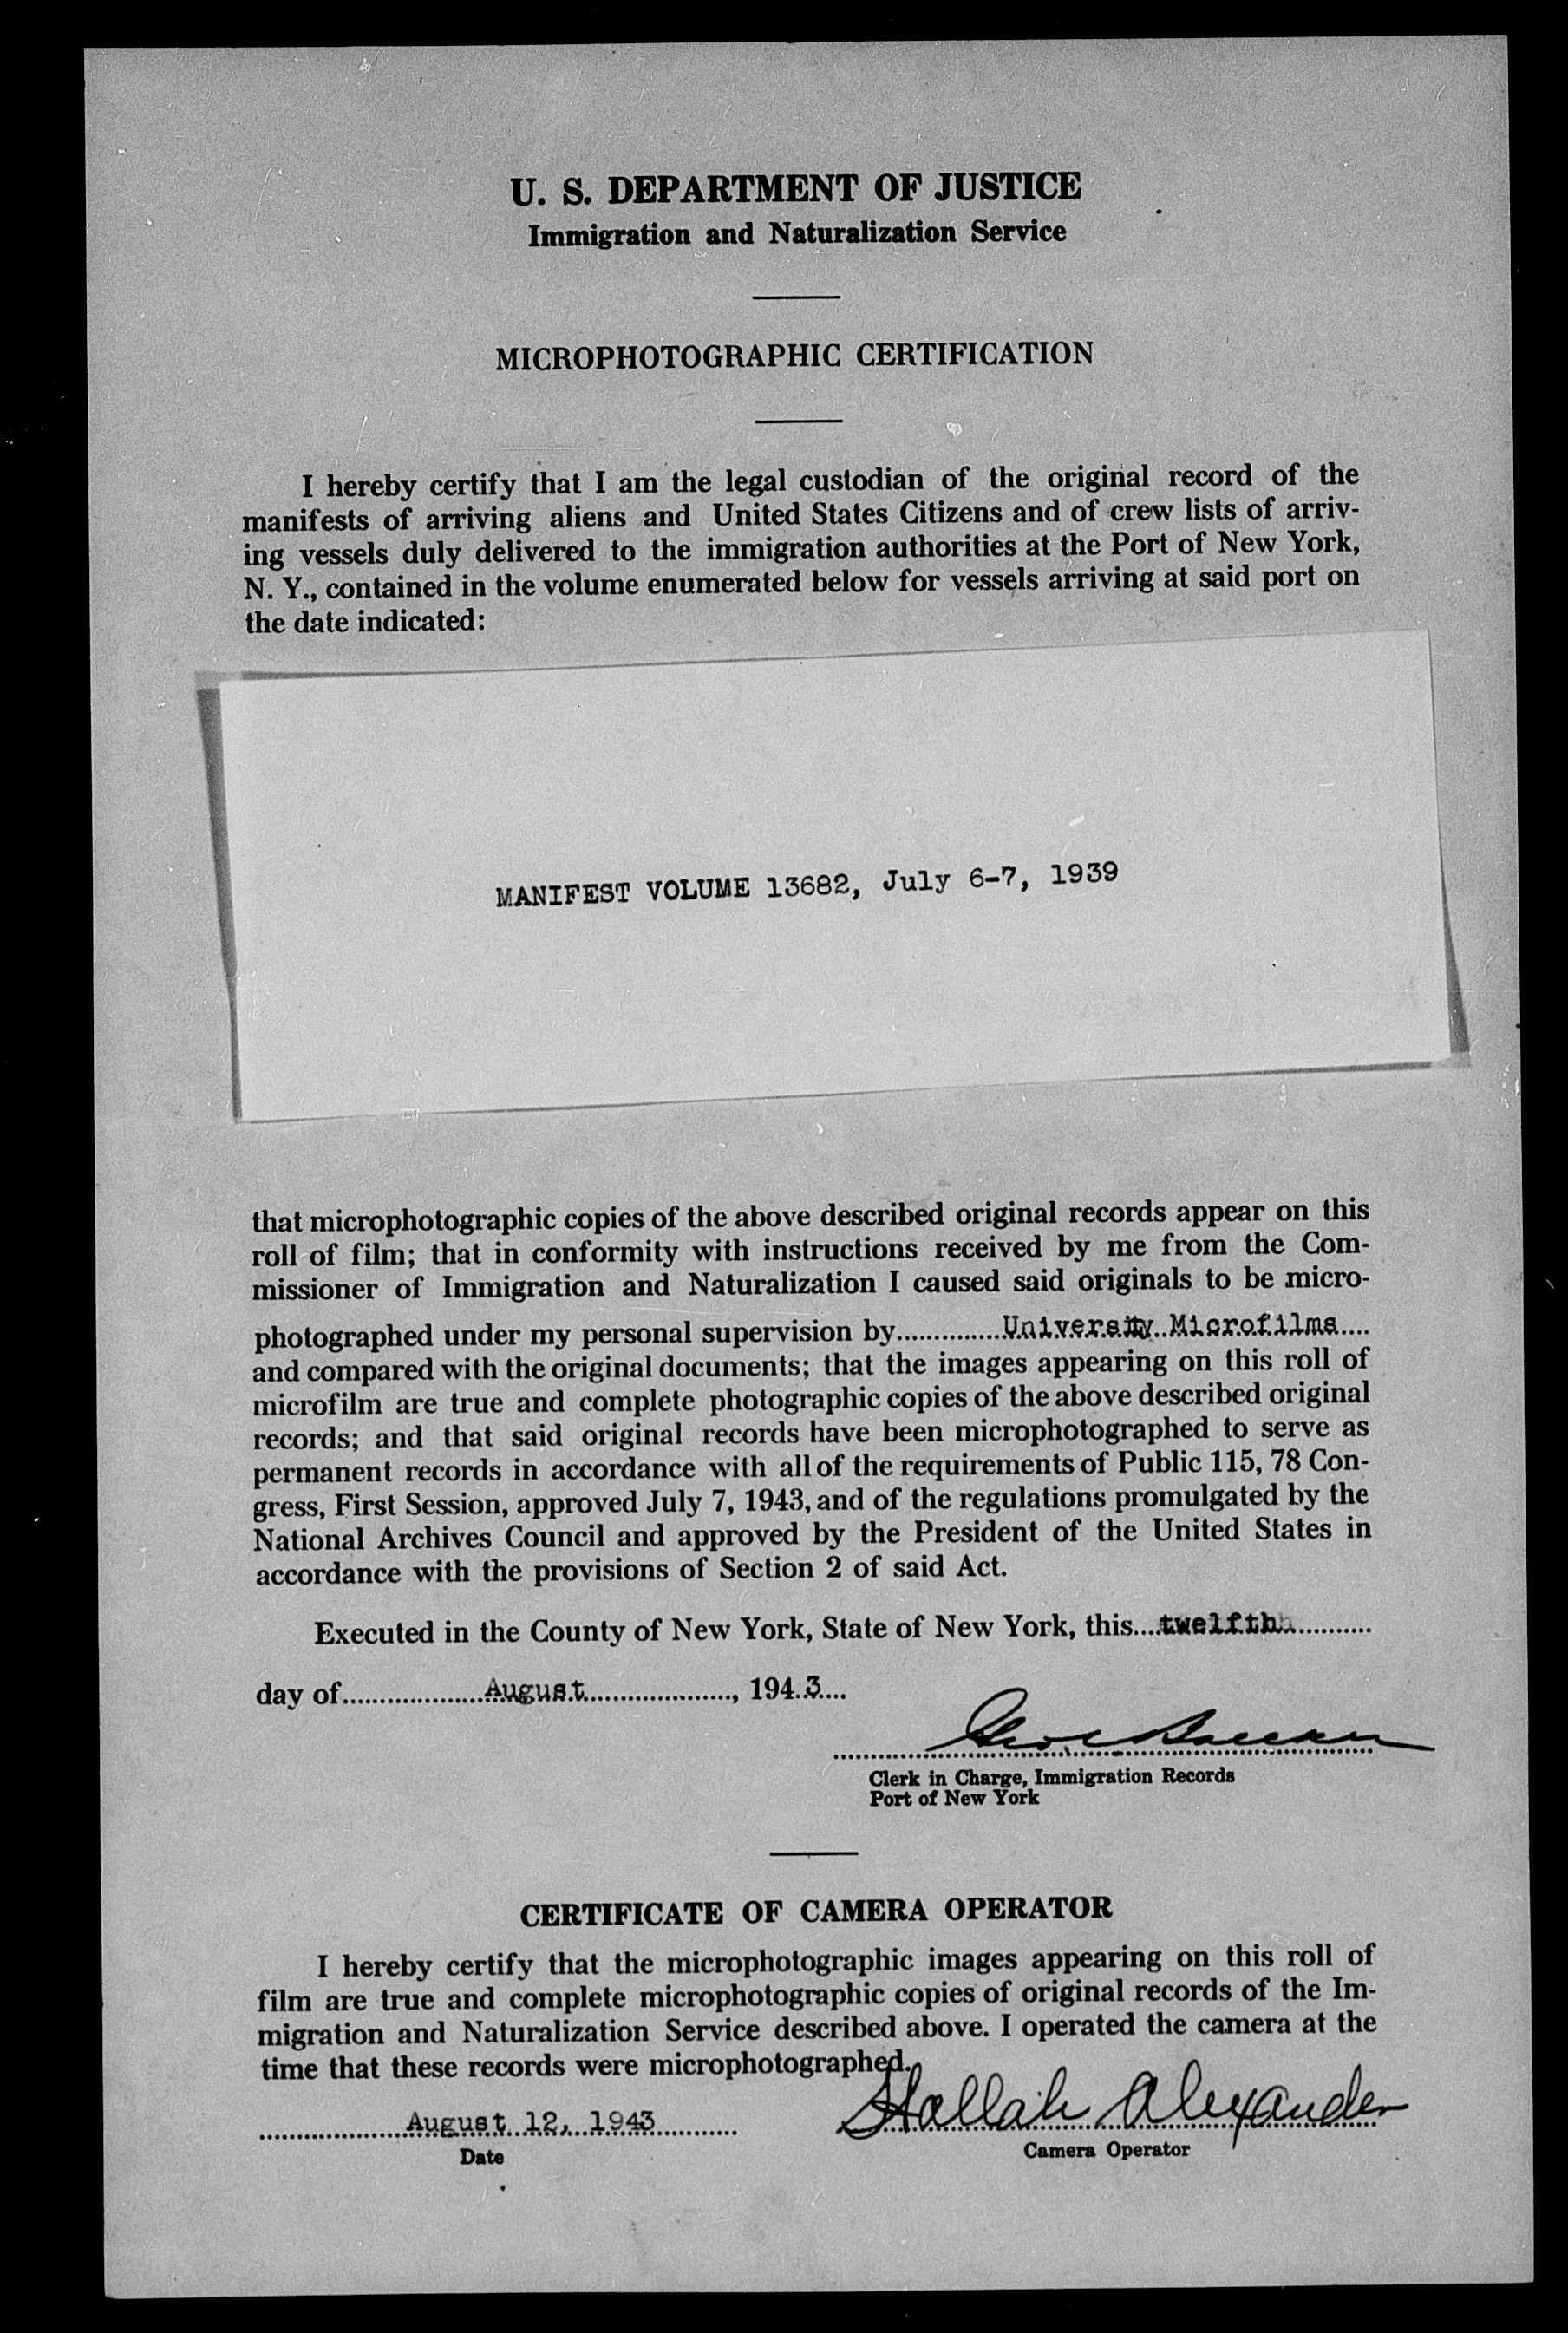 U. S. DEPARTMENT OF JUSTICE
Immigration and Naturalization Service
MICROPHOTOGRAPHIC CERTIFICATION
I hereby certify that I am the legal custodian of the original record of the
manifests of arriving aliens and United States Citizens and of crew lists of arriv-
ing vessels duly delivered to the immigration authorities at the Port of New York,
N. Y., contained in the volume enumerated below for vessels arriving at said port on
the date indicated:
MANIFEST VOLUME 13682, July 6-7, 1939
that microphotographic copies of the above described original records appear on this
roll of film; that in conformity with instructions received by me from the Com-
missioner of Immigration and Naturalization I caused said originals to be micro-
photographed under my personal supervision by University Microfilms
and compared with the original documents; that the images appearing on this roll of
microfilm are true and complete photographic copies of the above described original
records; and that said original records have been microphotographed to serve as
permanent records in accordance with all of the requirements of Public 115, 78 Con-
gress, First Session, approved July 7, 1943, and of the regulations promulgated by the
National Archives Council and approved by the President of the United States in
accordance with the provisions of Section 2 of said Act.
Executed in the County of New York, State of New York, this twelfth
day of August, 1943
Clerk in Charge, Immigration Records
Port of New York
CERTIFICATE OF CAMERA OPERATOR
I hereby certify that the microphotographic images appearing on this roll of
film are true and complete microphotographic copies of original records of the Im-
migration and Naturalization Service described above. I operated the camera at the
time that these records were microphotographed.
August 12, 1943 Alexander
Date
Camera Operator